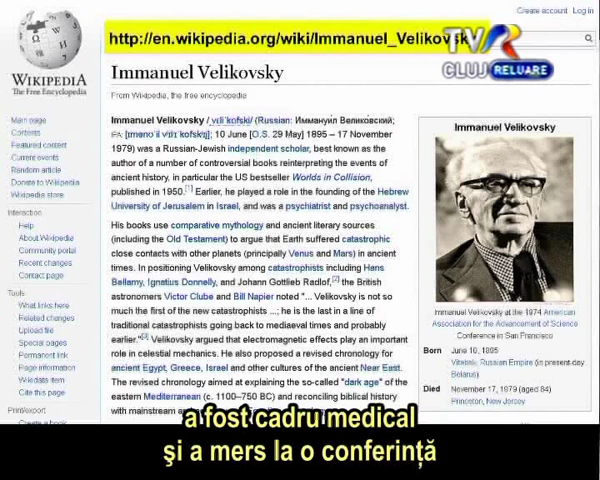 Create account Log in
http://en.wikipedia.org/wiki/Immanuel_Velikovsk
TVR
CLUJ RELUARE
WIKIPEDIA
The Free Encyclopedia
Main page
Contents
Featured content
Current events
Random article
Donate to Wikipedia
Wikipedia store
Interaction
Help
About Wikipedia
Community portal
Recent changes
Contact page
Tools
What links here
Related changes
Upload file
Special pages
Permanent link
Page information
Wikidata item
Cite this page
Print/export
Immanuel Velikovsky
From Wikipedia, the free encyclopedia
Immanuel Velikovsky (Russian: Иммануил Великовский;
10 June [O.S. 29 May] 1895 – 17 November
1979) was a Russian-Jewish independent scholar, best known as the
author of a number of controversial books reinterpreting the events of
ancient history, in particular the US bestseller Worlds in Collision,
published in 1950.[1] Earlier, he played a role in the founding of the Hebrew
University of Jerusalem in Israel, and was a psychiatrist and psychoanalyst.
His books use comparative mythology and ancient literary sources
(including the Old Testament) to argue that Earth suffered catastrophic
close contacts with other planets (principally Venus and Mars) in ancient
times. In positioning Velikovsky among catastrophists including Hans
Bellamy, Ignatius Donnelly, and Johann Gottlieb Radlof,[2] the British
astronomers Victor Clube and Bill Napier noted "... Velikovsky is not so
much the first of the new catastrophists ...; he is the last in a line of
traditional catastrophists going back to mediaeval times and probably
earlier."[3] Velikovsky argued that electromagnetic effects play an important
role in celestial mechanics. He also proposed a revised chronology for
ancient Egypt, Greece, Israel and other cultures of the ancient Near East.
The revised chronology aimed at explaining the so-called "dark age" of the
eastern Mediterranean (c. 1100–750 BC) and reconciling biblical history
with mainstream
Immanuel Velikovsky
Immanuel Velikovsky at the 1974 American
Association for the Advancement of Science
Conference in San Francisco
Born June 10, 1895
Vitebsk, Russian Empire (in present-day
Belarus)
Died November 17, 1979 (aged 84)
Princeton, New Jersey
a fost cadru medical
şi a mers la o conferinţă